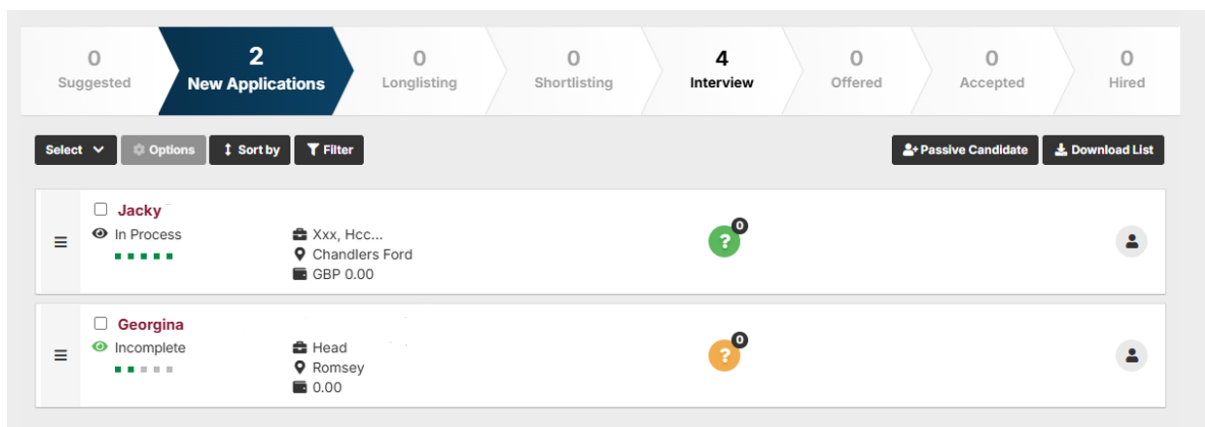 0
Suggested
2
New Applications
0
Longlisting
0
Shortlisting
4
Interview
0
Offered
0
Accepted
0
Hired
Select Options Sort by Filter Passive Candidate Download List
Jacky
In Process
Xxx, Hcc...
Chandlers Ford
GBP 0.00
? 0
Georgina
Incomplete
Head
Romsey
0.00
? 0